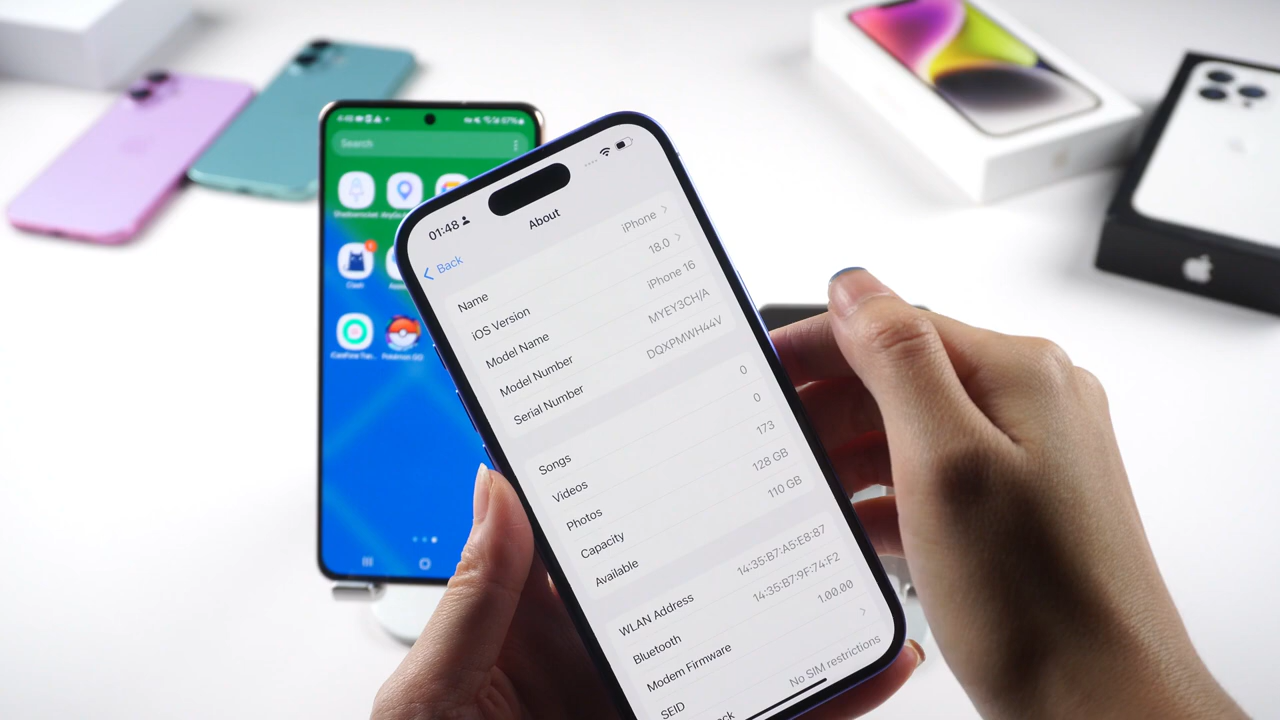 Search
Shadowrocket
Clash
Pokémon GO
01:48
About
Back
Name iPhone
iOS Version 18.0
Model Name iPhone 16
Model Number MYEY3CH/A
Serial Number DQXPMWH44V
Songs 0
Videos 0
Photos 173
Capacity 128 GB
Available 110 GB
WLAN Address 14:35:B7:A5:E8:87
Bluetooth 14:35:B7:9F:74:F2
Modem Firmware 1.00.00
SEID
No SIM restrictions